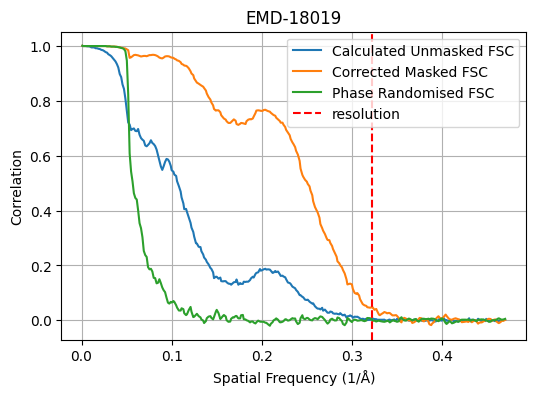 EMD-18019
Calculated Unmasked FSC
Corrected Masked FSC
Phase Randomised FSC
resolution
Correlation
1.0
0.8
0.6
0.4
0.2
0.0
0.0 0.1 0.2 0.3 0.4
Spatial Frequency (1/Å)